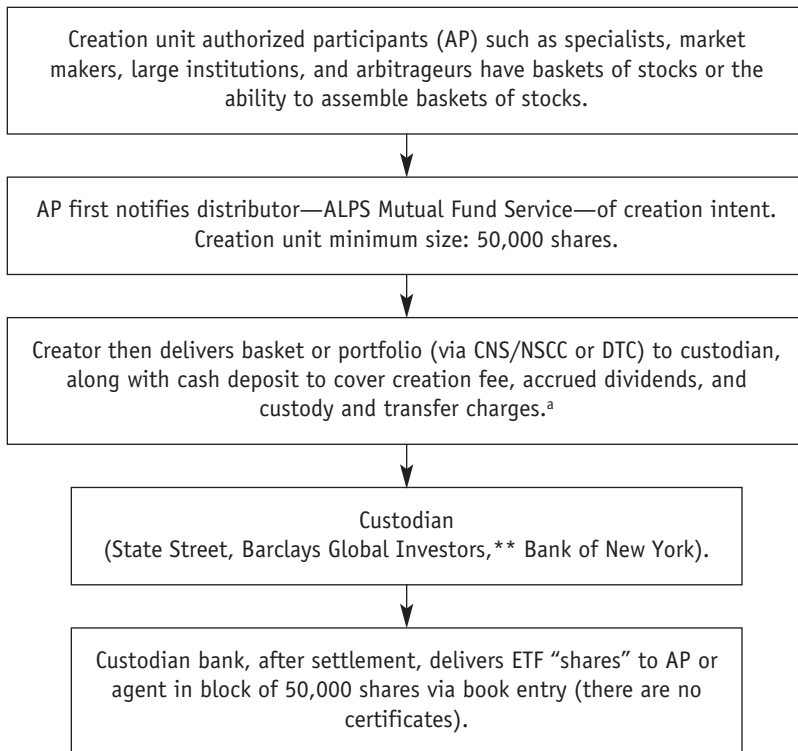 Creation unit authorized participants (AP) such as specialists, market
makers, large institutions, and arbitrageurs have baskets of stocks or the
ability to assemble baskets of stocks.
AP first notifies distributor—ALPS Mutual Fund Service—of creation intent.
Creation unit minimum size: 50,000 shares.
Creator then delivers basket or portfolio (via CNS/NSCC or DTC) to custodian,
along with cash deposit to cover creation fee, accrued dividends, and
custody and transfer charges.ª
Custodian
(State Street, Barclays Global Investors,** Bank of New York).
Custodian bank, after settlement, delivers ETF “shares” to AP or
agent in block of 50,000 shares via book entry (there are no
certificates).